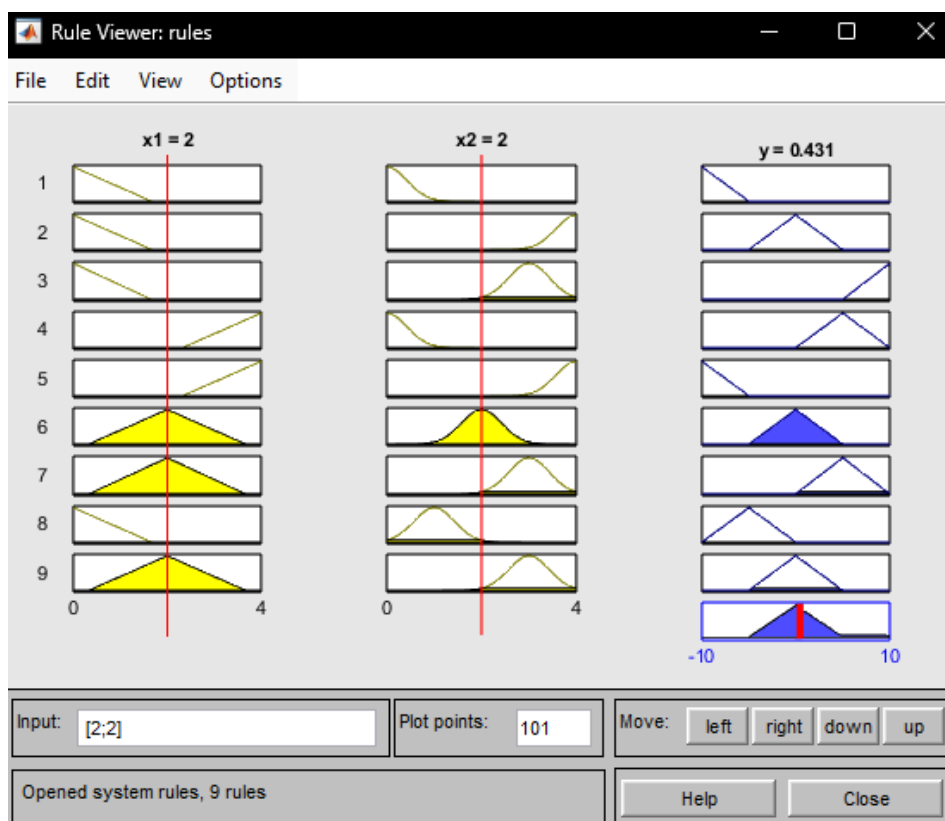 Rule Viewer: rules
File Edit View Options
x1 = 2 x2 = 2 y = 0.431
1
2
3
4
5
6
7
8
9
0 4 0 4
-10 10
Input: [2;2] Plot points: 101 Move: left right down up
Opened system rules, 9 rules Help Close